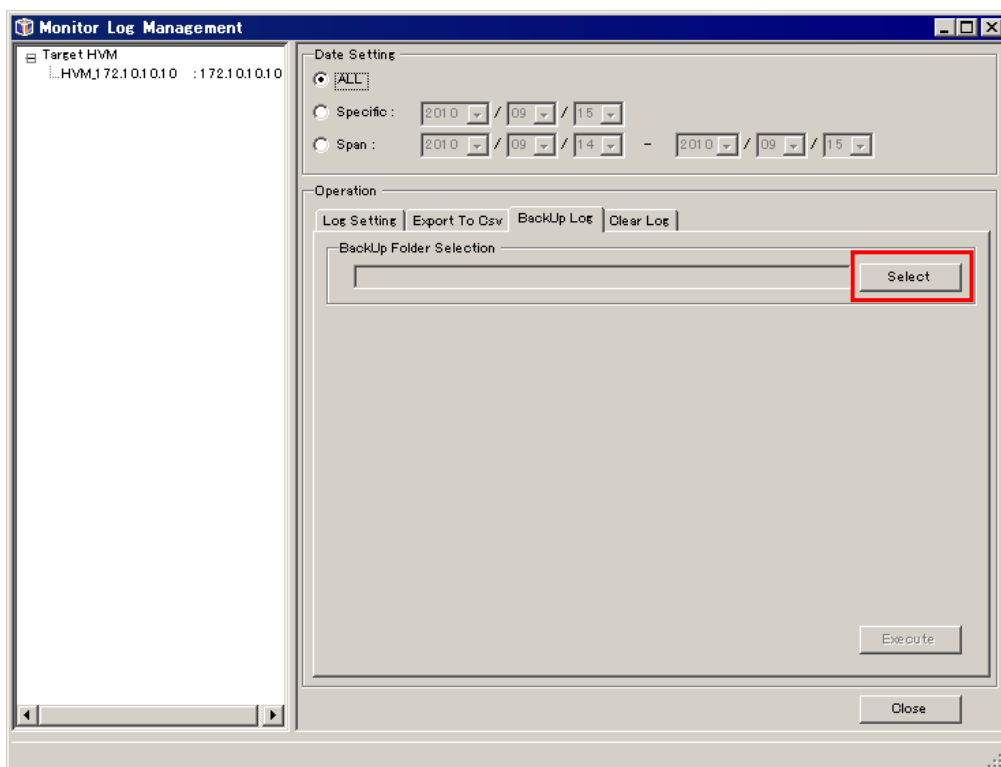 Monitor Log Management
Target HVM
HVM_172.10.10.10 : 172.10.10.10
Date Setting
ALL
Specific : 2010 / 09 / 15
Span : 2010 / 09 / 14 - 2010 / 09 / 15
Operation
Log Setting Export To Csv BackUp Log Clear Log
BackUp Folder Selection
Select
Execute
Close